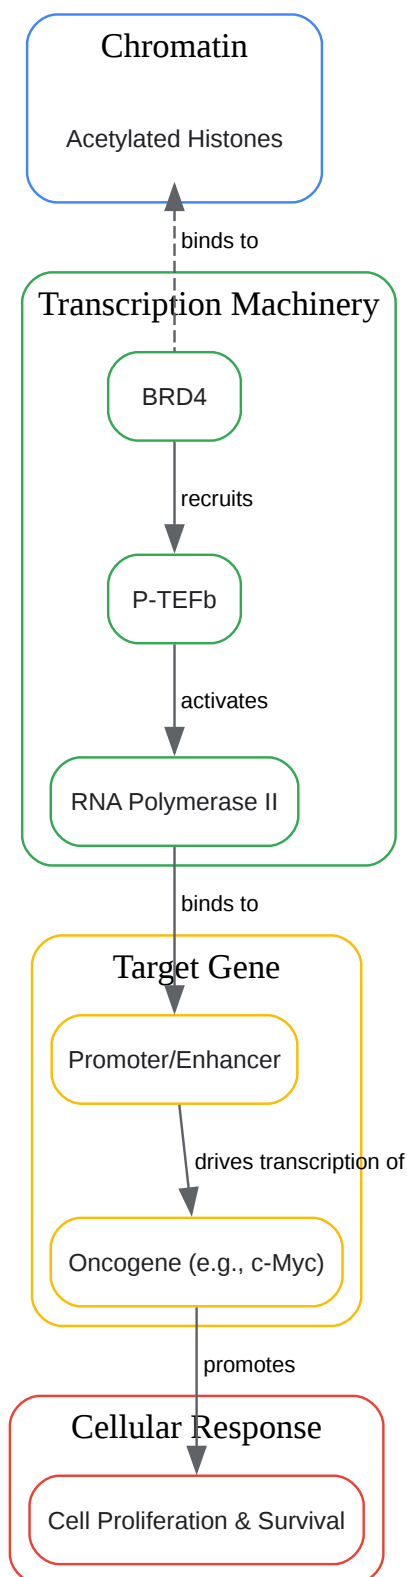 Chromatin
Acetylated Histones
binds to
Transcription Machinery
BRD4
recruits
P-TEFb
activates
RNA Polymerase II
binds to
Target Gene
Promoter/Enhancer
drives transcription of
Oncogene (e.g., c-Myc)
promotes
Cellular Response
Cell Proliferation & Survival